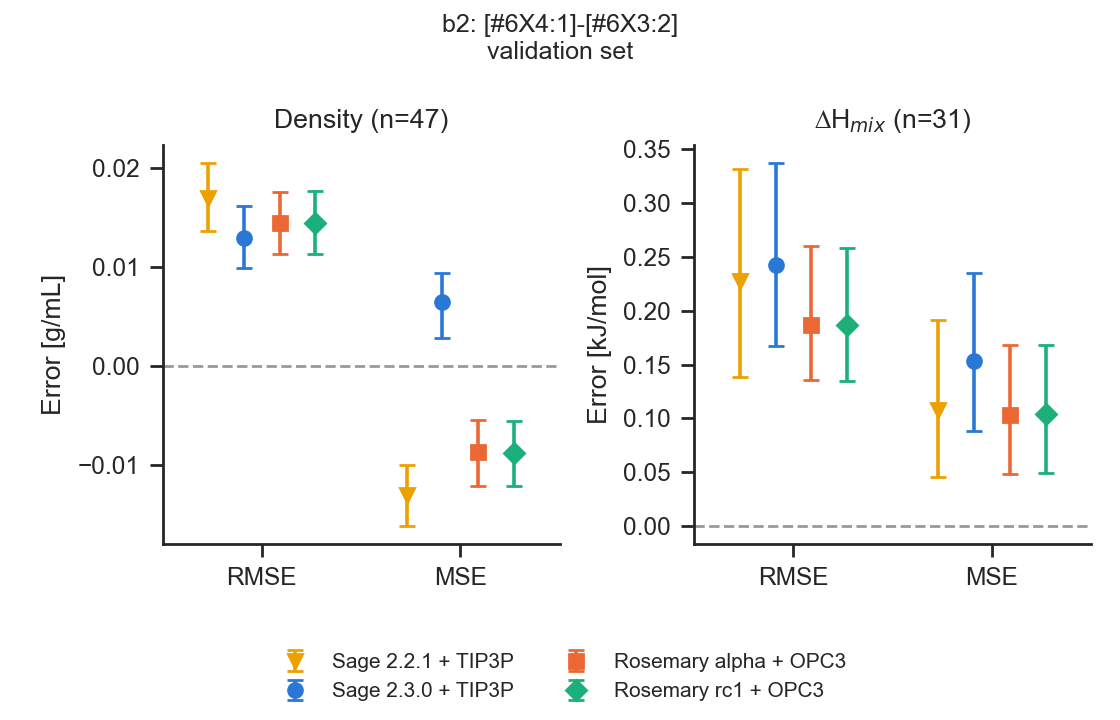 b2: [#6X4:1]-[#6X3:2]
validation set
Density (n=47)
Error [g/mL]
0.02
0.01
0.00
−0.01
RMSE
MSE
ΔH_mix (n=31)
Error [kJ/mol]
0.35
0.30
0.25
0.20
0.15
0.10
0.05
0.00
RMSE
MSE
Sage 2.2.1 + TIP3P
Sage 2.3.0 + TIP3P
Rosemary alpha + OPC3
Rosemary rc1 + OPC3